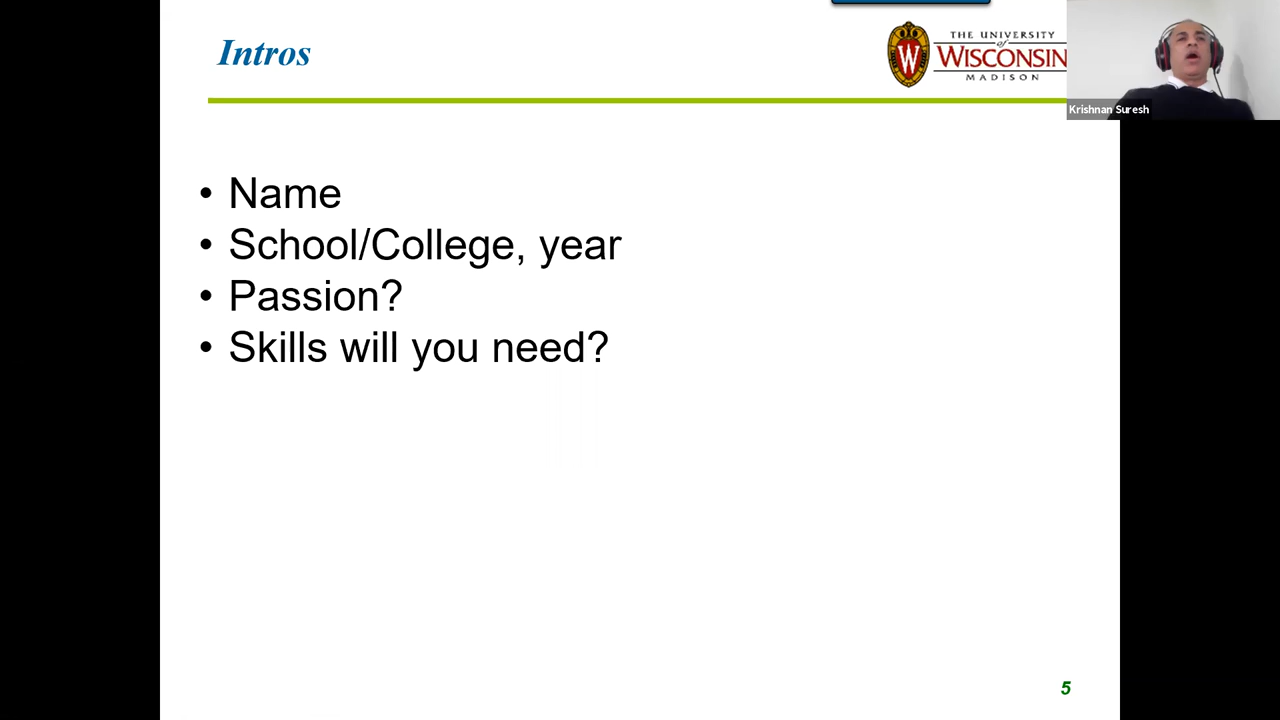 Intros
THE UNIVERSITY
of
WISCONSIN
MADISON
Krishnan Suresh
• Name
• School/College, year
• Passion?
• Skills will you need?
5